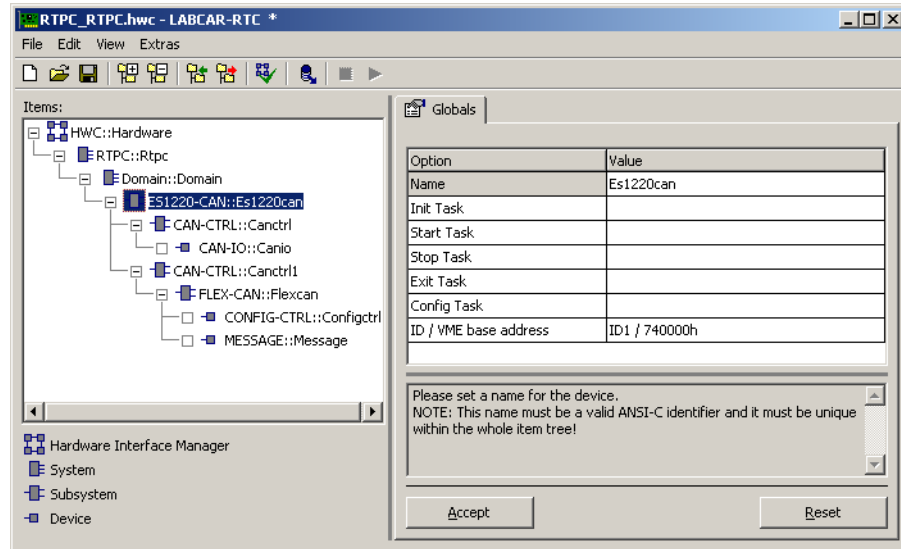 RTPC_RTPC.hwc - LABCAR-RTC *
File Edit View Extras
Items:
HWC::Hardware
RTPC::Rtpc
Domain::Domain
ES1220-CAN::Es1220can
CAN-CTRL::Canctrl
CAN-IO::Canio
CAN-CTRL::Canctrl1
FLEX-CAN::Flexcan
CONFIG-CTRL::Configctrl
MESSAGE::Message
Hardware Interface Manager
System
Subsystem
Device
Globals
Option Value
Name Es1220can
Init Task
Start Task
Stop Task
Exit Task
Config Task
ID / VME base address ID1 / 740000h
Please set a name for the device.
NOTE: This name must be a valid ANSI-C identifier and it must be unique
within the whole item tree!
Accept Reset